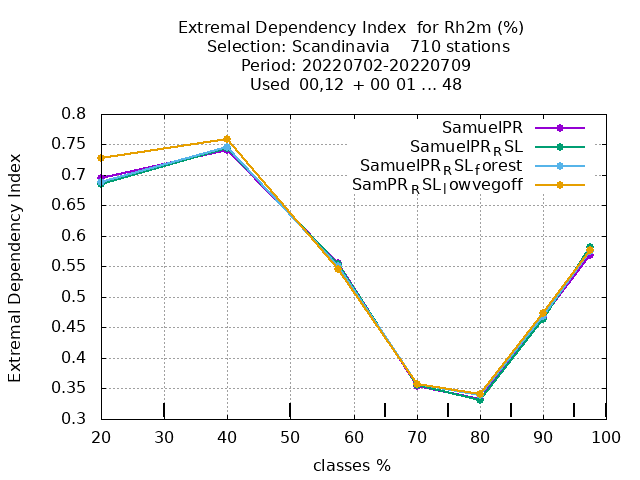 Extremal Dependency Index  for Rh2m (%)
Selection: Scandinavia    710 stations
Period: 20220702-20220709
Used  00,12  + 00 01 ... 48
SamuelPR
SamuelPR_RSL
SamuelPR_RSL_forest
SamPR_RSL_lowvegoff
Extremal Dependency Index
0.8
0.75
0.7
0.65
0.6
0.55
0.5
0.45
0.4
0.35
0.3
20 30 40 50 60 70 80 90 100
classes %